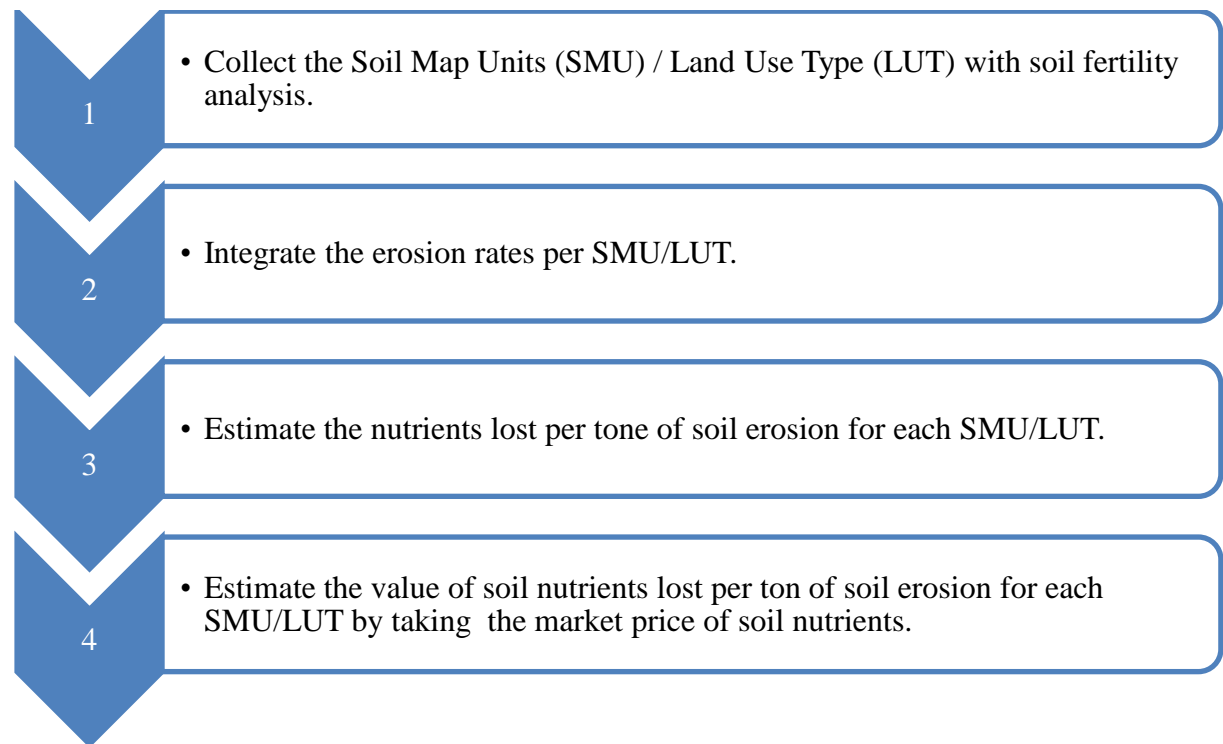 1
• Collect the Soil Map Units (SMU) / Land Use Type (LUT) with soil fertility
analysis.
2
• Integrate the erosion rates per SMU/LUT.
3
• Estimate the nutrients lost per tone of soil erosion for each SMU/LUT.
4
• Estimate the value of soil nutrients lost per ton of soil erosion for each
SMU/LUT by taking  the market price of soil nutrients.